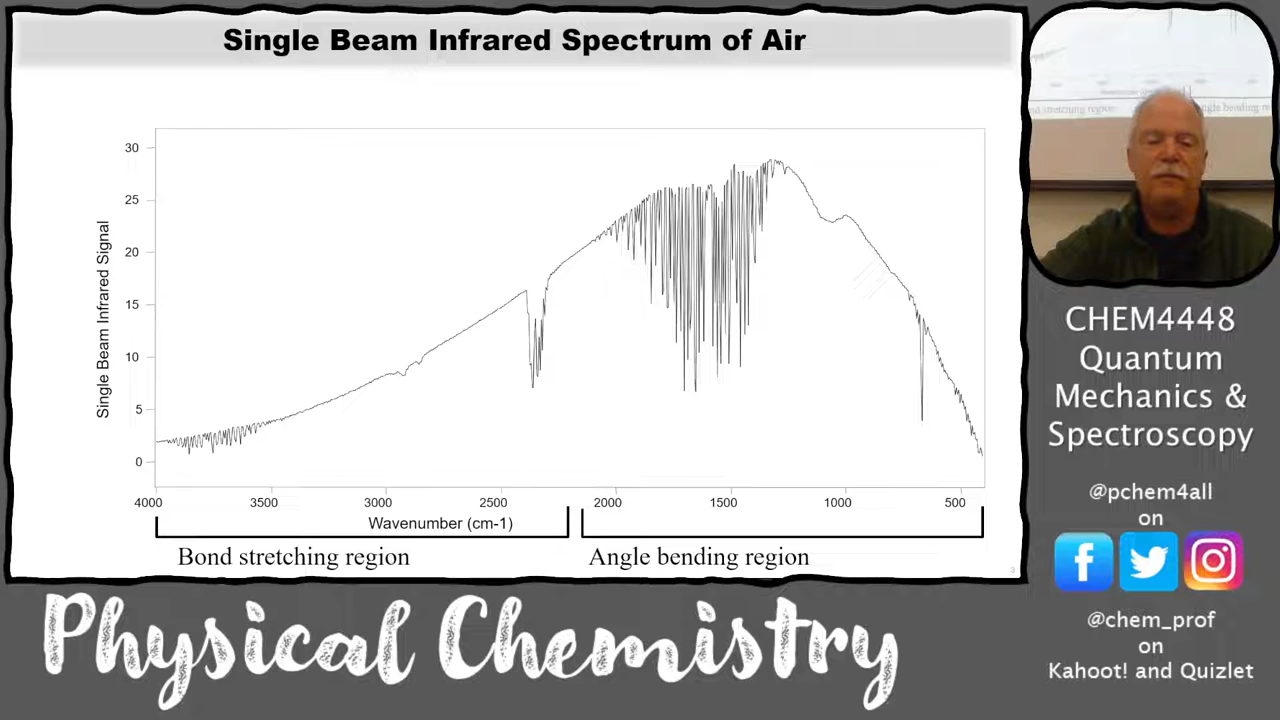 Single Beam Infrared Spectrum of Air
Single Beam Infrared Signal
30
25
20
15
10
5
0
4000 3500 3000 2500 2000 1500 1000 500
Wavenumber (cm-1)
Bond stretching region Angle bending region
3
CHEM4448
Quantum
Mechanics &
Spectroscopy
@pchem4all
on
@chem_prof
on
Kahoot! and Quizlet
Physical Chemistry